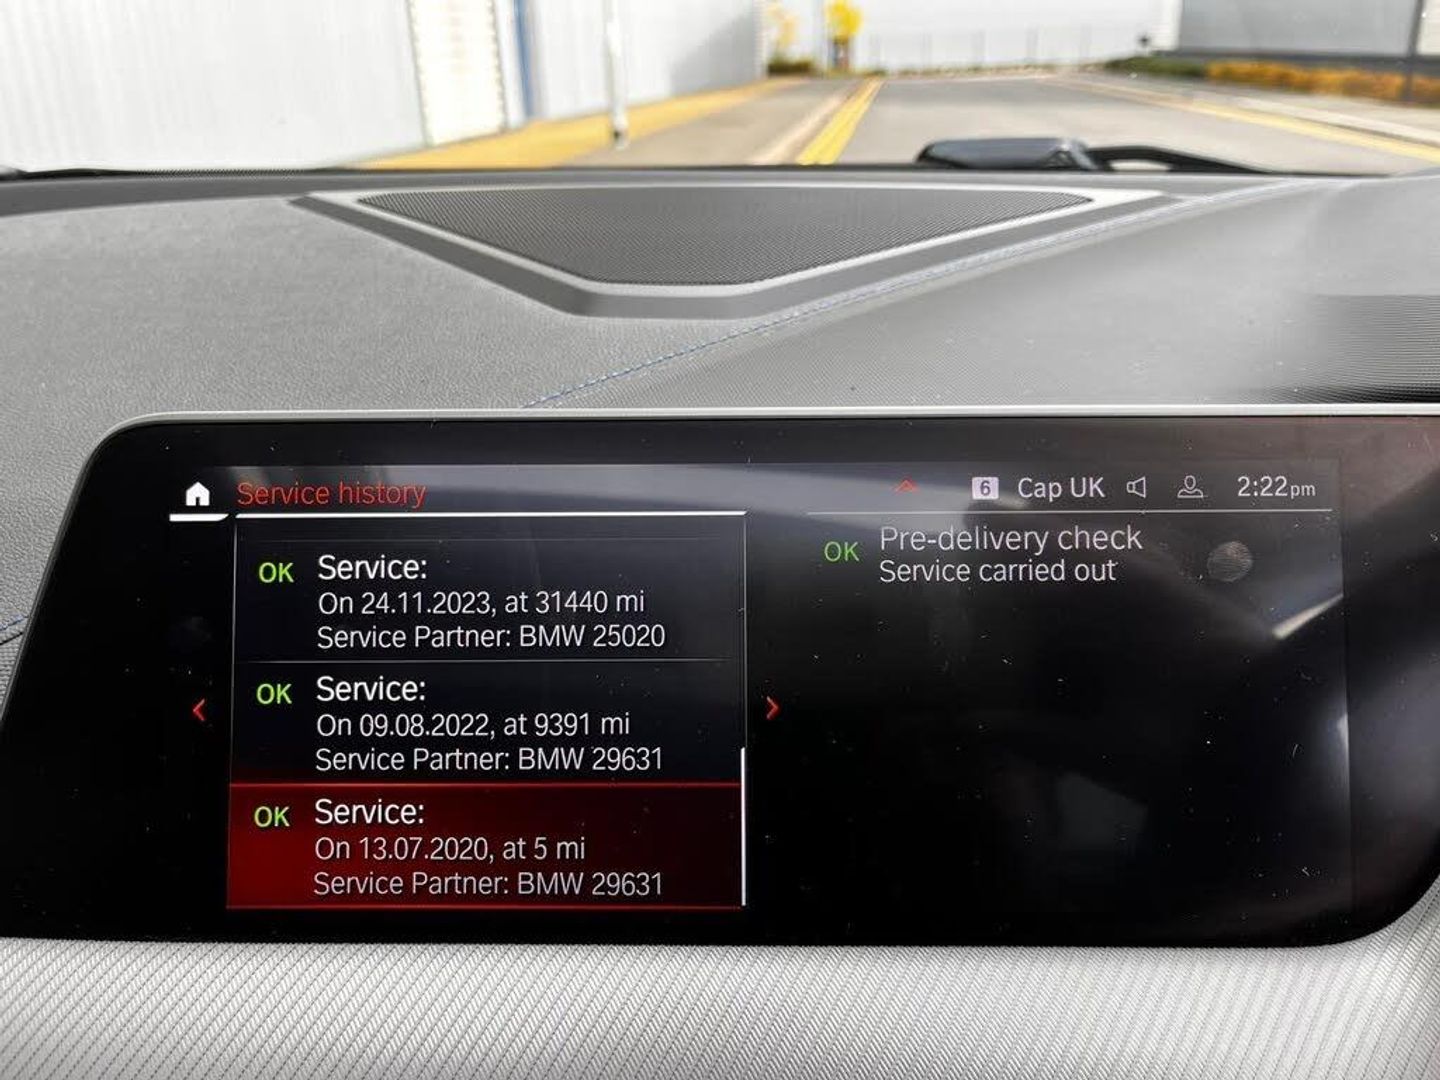 Service history
6 Cap UK 2:22pm
OK Service:
On 24.11.2023, at 31440 mi
Service Partner: BMW 25020
OK Service:
On 09.08.2022, at 9391 mi
Service Partner: BMW 29631
OK Service:
On 13.07.2020, at 5 mi
Service Partner: BMW 29631
OK Pre-delivery check
Service carried out